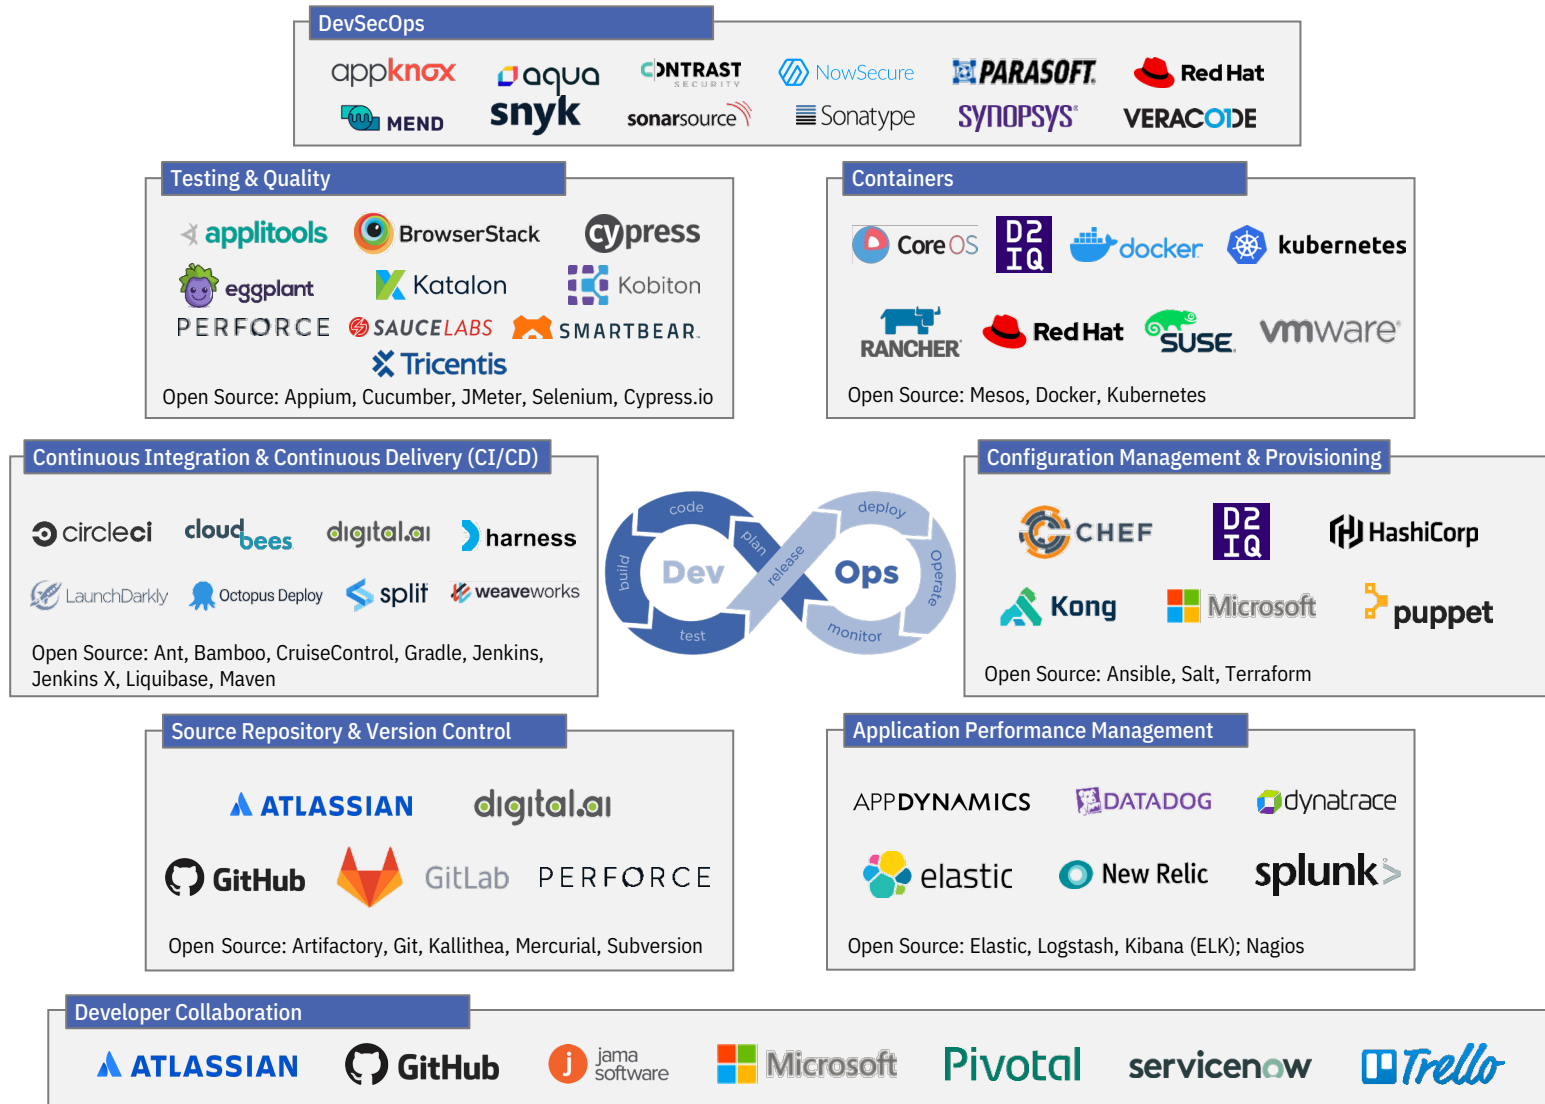 DevSecOps
appknox aqua CONTRAST SECURITY NowSecure PARASOFT. Red Hat
MEND snyk sonarsource Sonatype SYNOPSYS® VERACODE
Testing & Quality
applitools BrowserStack cypress
eggplant Katalon Kobiton
PERFORCE SAUCELABS SMARTBEAR
Tricentis
Open Source: Appium, Cucumber, JMeter, Selenium, Cypress.io
Containers
CoreOS D2 IQ docker kubernetes
RANCHER® Red Hat SUSE. vmware®
Open Source: Mesos, Docker, Kubernetes
Continuous Integration & Continuous Delivery (CI/CD)
circleci cloudbees digital.ai harness
LaunchDarkly Octopus Deploy split weaveworks
Open Source: Ant, Bamboo, CruiseControl, Gradle, Jenkins,
Jenkins X, Liquibase, Maven
code
plan
build
Dev
test
release
deploy
Ops
Operate
monitor
Configuration Management & Provisioning
CHEF D2 IQ HashiCorp
Kong Microsoft puppet
Open Source: Ansible, Salt, Terraform
Source Repository & Version Control
ATLASSIAN digital.ai
GitHub GitLab PERFORCE
Open Source: Artifactory, Git, Kallithea, Mercurial, Subversion
Application Performance Management
APPDYNAMICS DATADOG dynatrace
elastic New Relic splunk>
Open Source: Elastic, Logstash, Kibana (ELK); Nagios
Developer Collaboration
ATLASSIAN GitHub jama software Microsoft Pivotal servicenow Trello